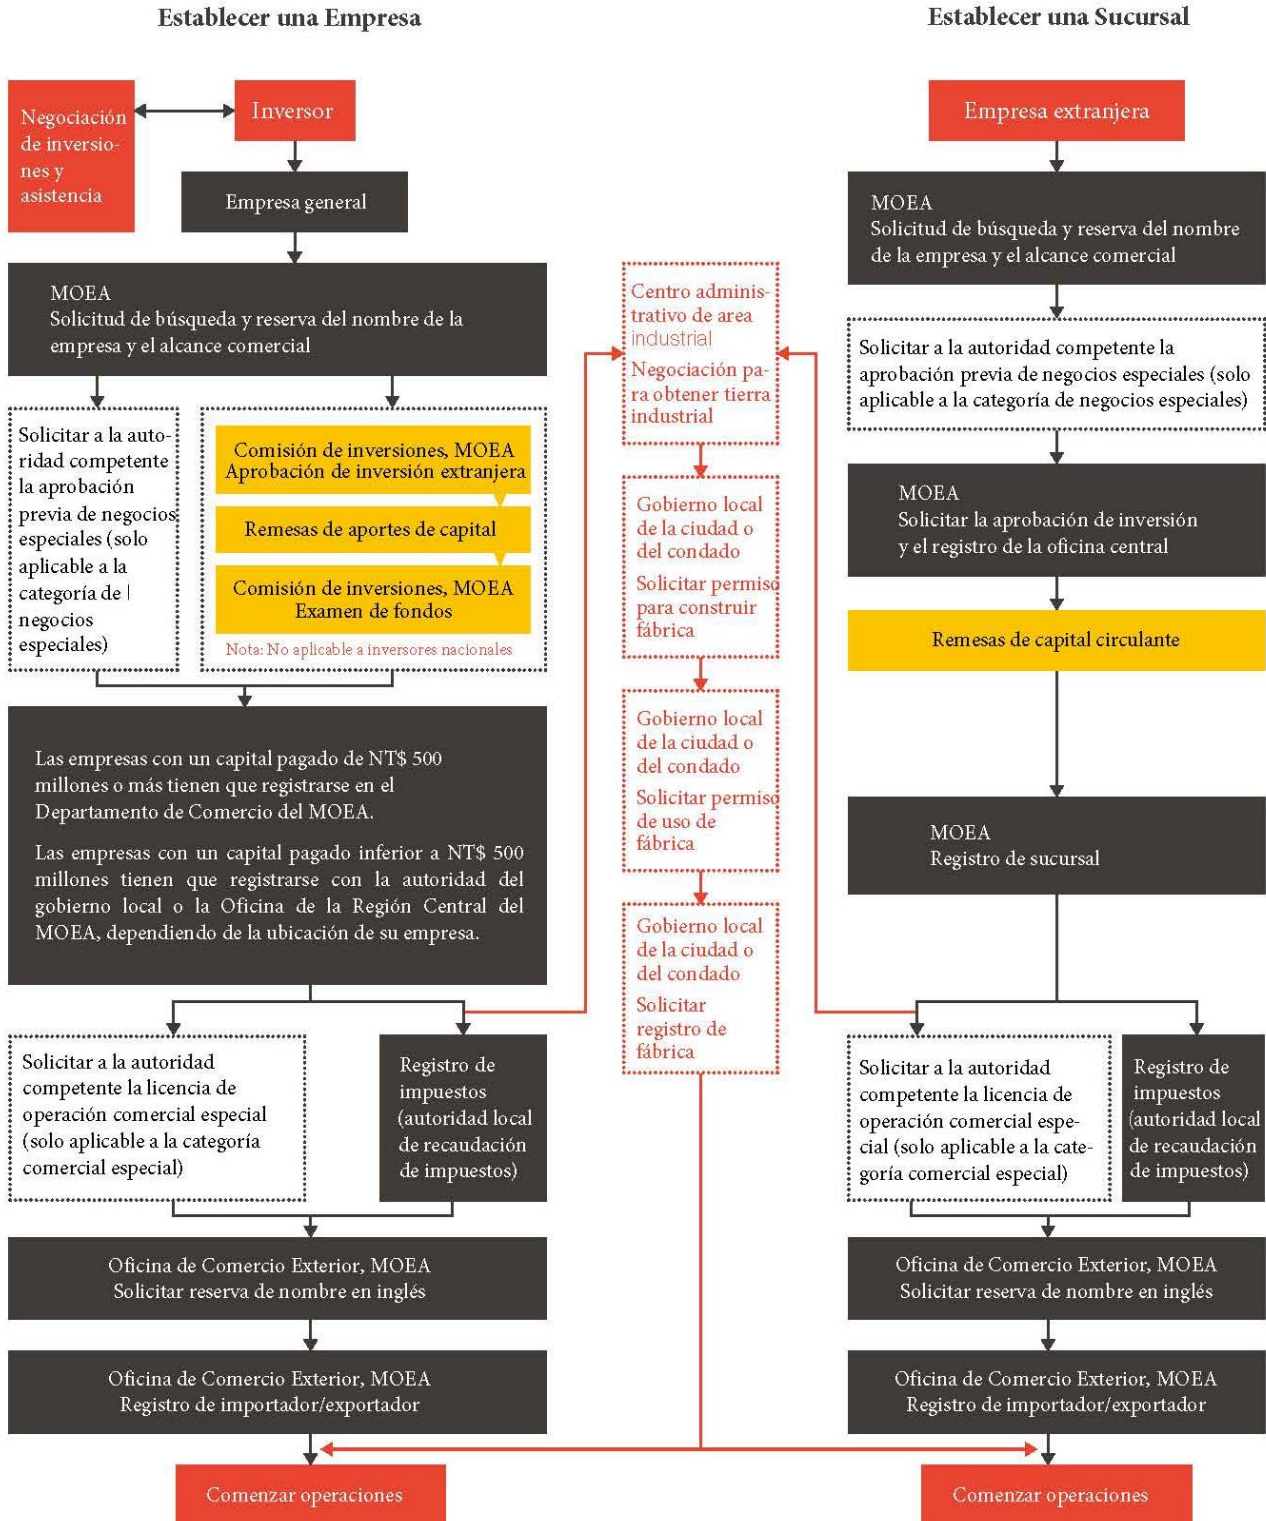 Establecer una Empresa
Negociación
de inversio-
nes y
asistencia
Inversor
Empresa general
MOEA
Solicitud de búsqueda y reserva del nombre de la
empresa y el alcance comercial
Solicitar a la auto-
ridad competente
la aprobación
previa de negocios
especiales (solo
aplicable a la
categoría de |
negocios
especiales)
Comisión de inversiones, MOEA
Aprobación de inversión extranjera
Remesas de aportes de capital
Comisión de inversiones, MOEA
Examen de fondos
Nota: No aplicable a inversores nacionales
Las empresas con un capital pagado de NT$ 500
millones o más tienen que registrarse en el
Departamento de Comercio del MOEA.
Las empresas con un capital pagado inferior a NT$ 500
millones tienen que registrarse con la autoridad del
gobierno local o la Oficina de la Región Central del
MOEA, dependiendo de la ubicación de su empresa.
Solicitar a la autoridad
competente la licencia de
operación comercial especial
(solo aplicable a la categoría
comercial especial)
Registro de
impuestos
(autoridad local
de recaudación
de impuestos)
Oficina de Comercio Exterior, MOEA
Solicitar reserva de nombre en inglés
Oficina de Comercio Exterior, MOEA
Registro de importador/exportador
Comenzar operaciones
Centro adminis-
trativo de area
industrial
Negociación pa-
ra obtener tierra
industrial
Gobierno local
de la ciudad o
del condado
Solicitar permiso
para construir
fábrica
Gobierno local
de la ciudad o
del condado
Solicitar permiso
de uso de
fábrica
Gobierno local
de la ciudad o
del condado
Solicitar
registro de
fábrica
Establecer una Sucursal
Empresa extranjera
MOEA
Solicitud de búsqueda y reserva del nombre
de la empresa y el alcance comercial
Solicitar a la autoridad competente la
aprobación previa de negocios especiales (solo
aplicable a la categoría de negocios especiales)
MOEA
Solicitar la aprobación de inversión
y el registro de la oficina central
Remesas de capital circulante
MOEA
Registro de sucursal
Solicitar a la autoridad
competente la licencia de
operación comercial espe-
cial (solo aplicable a la cate-
goría comercial especial)
Registro de
impuestos
(autoridad local
de recaudación
de impuestos)
Oficina de Comercio Exterior, MOEA
Solicitar reserva de nombre en inglés
Oficina de Comercio Exterior, MOEA
Registro de importador/exportador
Comenzar operaciones